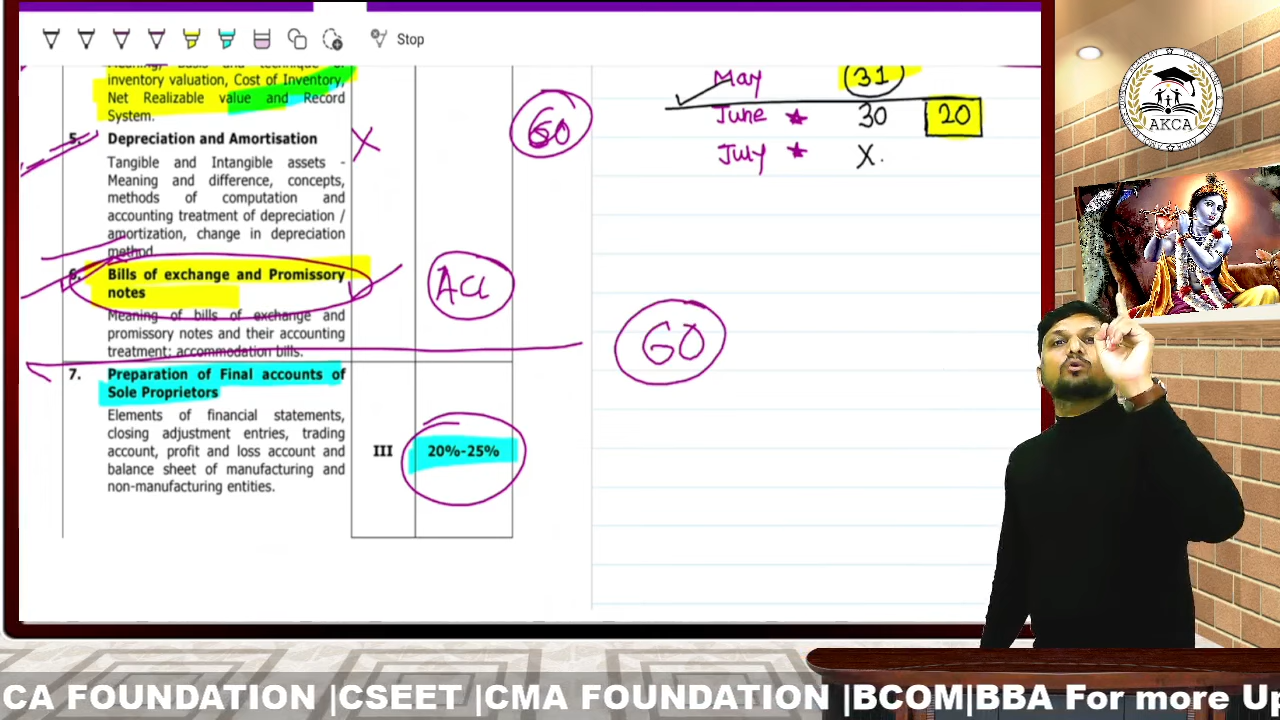 Stop
inventory valuation, Cost of Inventory,
Net Realizable value and Record
System.
5. Depreciation and Amortisation
Tangible and Intangible assets -
Meaning and difference, concepts,
methods of computation and
accounting treatment of depreciation /
amortization, change in depreciation
method.
6. Bills of exchange and Promissory
notes
Meaning of bills of exchange and
promissory notes and their accounting
treatment; accommodation bills.
7. Preparation of Final accounts of
Sole Proprietors
Elements of financial statements,
closing adjustment entries, trading
account, profit and loss account and
balance sheet of manufacturing and
non-manufacturing entities.
III 20%-25%
X
60
May 31
June ★ 30 20
July ★ X.
60
AKCA
CA FOUNDATION |CSEET |CMA FOUNDATION |BCOM|BBA For more Up